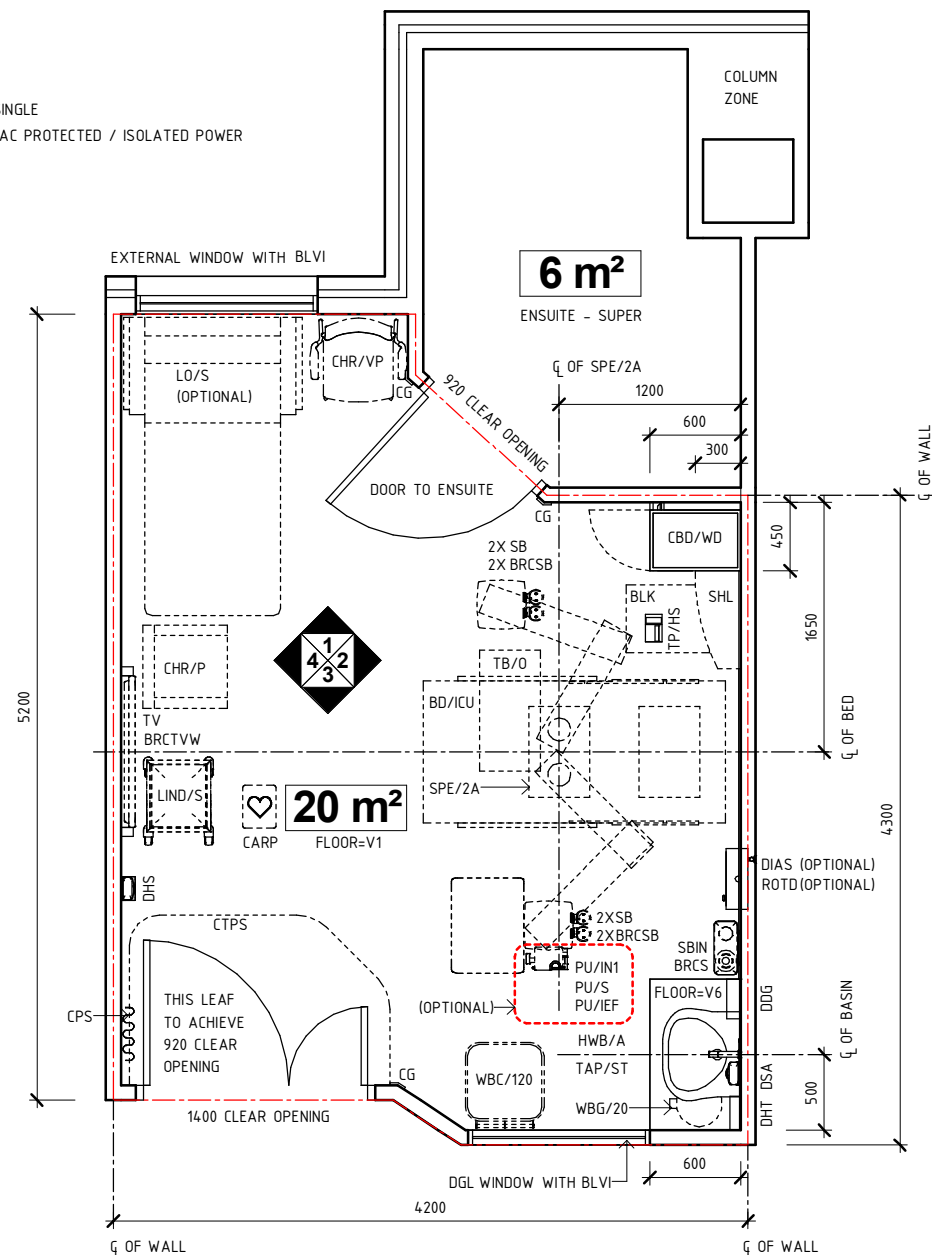 COLUMN
ZONE
SINGLE
AC PROTECTED / ISOLATED POWER
EXTERNAL WINDOW WITH BLVI
6 m²
ENSUITE - SUPER
℄ OF SPE/2A
1200
600
300
℄ OF WALL
CHR/VP
LO/S
(OPTIONAL)
CG
920 CLEAR OPENING
DOOR TO ENSUITE
CG
CBD/WD
450
2X SB
2X BRCSB
BLK
SHL
TP/HS
1650
1
4 2
3
CHR/P
TB/O
BD/ICU
5200
TV
BRCTVW
℄ OF BED
LIND/S
SPE/2A
20 m²
CARP
FLOOR=V1
4300
DIAS (OPTIONAL)
ROTD(OPTIONAL)
DHS
CTPS
2XSB
2XBRCSB
SBIN
BRCS
PU/IN1
PU/S
PU/IEF
(OPTIONAL)
FLOOR=V6
DDG
THIS LEAF
TO ACHIEVE
920 CLEAR
OPENING
CPS
HWB/A
TAP/ST
℄ OF BASIN
CG
WBC/120
WBG/20
DHT DSA
500
1400 CLEAR OPENING
DGL WINDOW WITH BLVI
600
4200
℄ OF WALL
℄ OF WALL